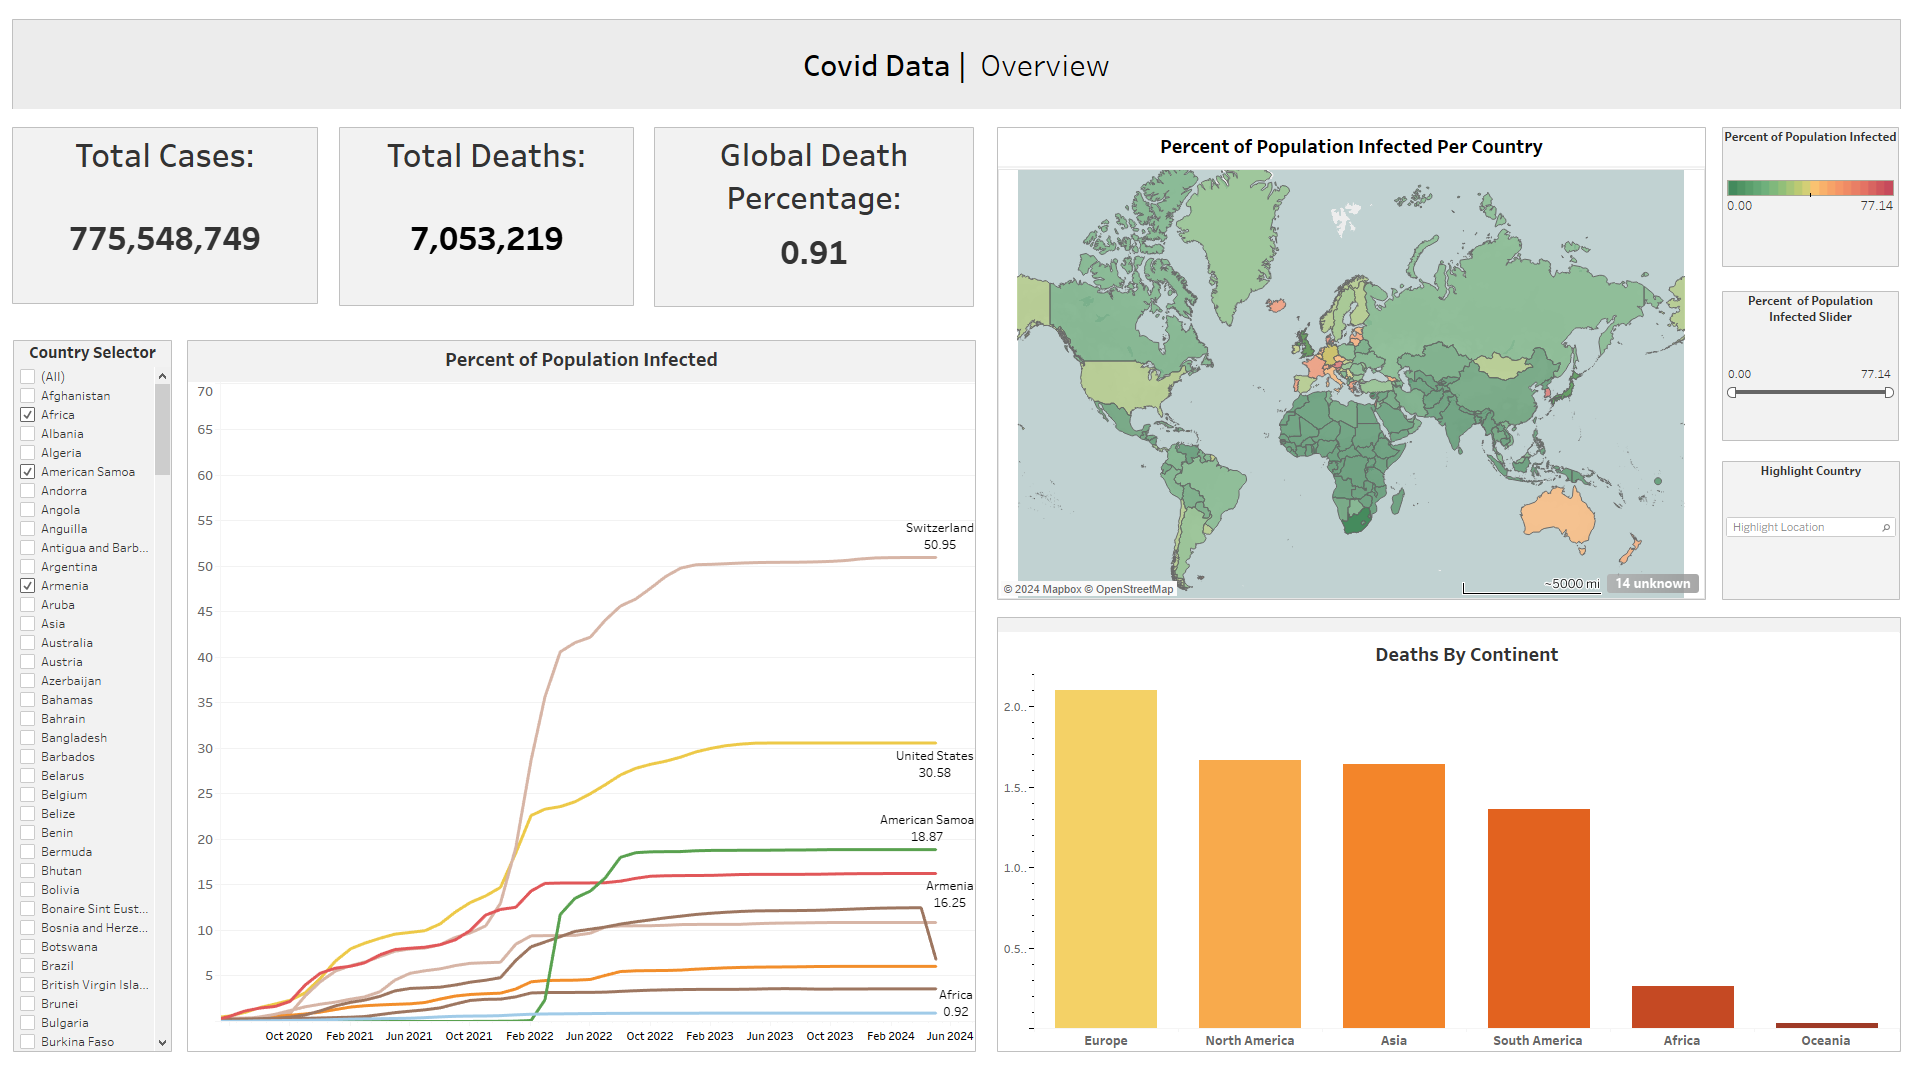 Covid Data | Overview
Total Cases:
775,548,749
Total Deaths:
7,053,219
Global Death
Percentage:
0.91
Country Selector
(All)
Afghanistan
Africa
Albania
Algeria
American Samoa
Andorra
Angola
Anguilla
Antigua and Barb...
Argentina
Armenia
Aruba
Asia
Australia
Austria
Azerbaijan
Bahamas
Bahrain
Bangladesh
Barbados
Belarus
Belgium
Belize
Benin
Bermuda
Bhutan
Bolivia
Bonaire Sint Eust...
Bosnia and Herze...
Botswana
Brazil
British Virgin Isla...
Brunei
Bulgaria
Burkina Faso
Percent of Population Infected
70
65
60
55
50
45
40
35
30
25
20
15
10
5
Switzerland
50.95
United States
30.58
American Samoa
18.87
Armenia
16.25
Africa
0.92
Oct 2020 Feb 2021 Jun 2021 Oct 2021 Feb 2022 Jun 2022 Oct 2022 Feb 2023 Jun 2023 Oct 2023 Feb 2024 Jun 2024
Percent of Population Infected Per Country
© 2024 Mapbox © OpenStreetMap
~5000 mi
14 unknown
Percent of Population Infected
0.00 77.14
Percent of Population
Infected Slider
0.00 77.14
Highlight Country
Highlight Location
Deaths By Continent
2.0..
1.5..
1.0..
0.5..
Europe North America Asia South America Africa Oceania